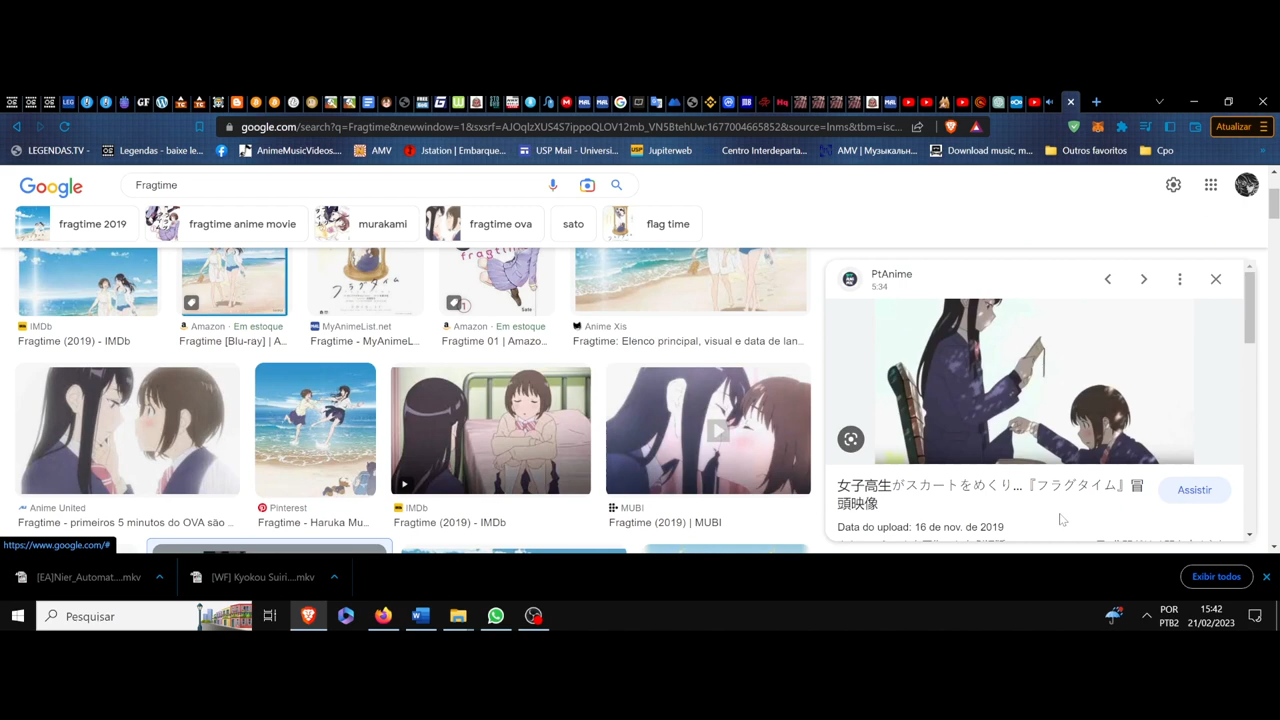 google.com/search?q=Fragtime&newwindow=1&sxsrf=AJOqlzXUS4S7ippoQLOV12mb_VN5BtehUw:1677004665852&source=lnms&tbm=isc...
Atualizar
LEGENDAS.TV -
Legendas - baixe le...
AnimeMusicVideos....
AMV
Jstation | Embarque...
USP Mail - Universi...
Jupiterweb
Centro Interdeparta...
AMV | Музыкальн...
Download music, m...
Outros favoritos
Cpo
Google
Fragtime
fragtime 2019
fragtime anime movie
murakami
fragtime ova
sato
flag time
PtAnime
5:34
IMDb
Fragtime (2019) - IMDb
Amazon · Em estoque
Fragtime [Blu-ray] | A...
MyAnimeList.net
Fragtime - MyAnimeL...
Amazon · Em estoque
Fragtime 01 | Amazo...
Anime Xis
Fragtime: Elenco principal, visual e data de lan...
フラグタイム
Anime United
Fragtime - primeiros 5 minutos do OVA são ...
Pinterest
Fragtime - Haruka Mu...
IMDb
Fragtime (2019) - IMDb
MUBI
Fragtime (2019) | MUBI
女子高生がスカートをめくり...『フラグタイム』冒
頭映像
Assistir
Data do upload: 16 de nov. de 2019
https://www.google.com/#
[EA]Nier_Automat....mkv
[WF] Kyokou Suiri....mkv
Exibir todos
Pesquisar
POR
PTB2
15:42
21/02/2023